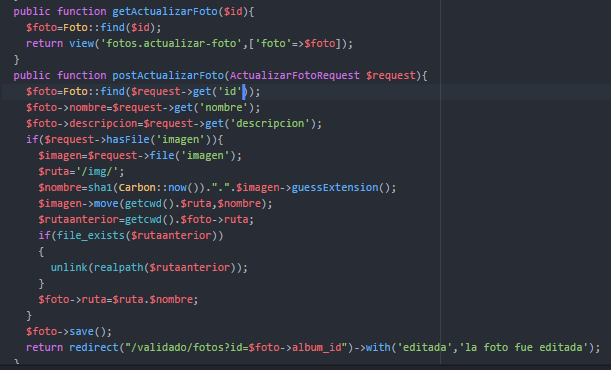 public function getActualizarFoto($id){
$foto=Foto::find($id);
return view('fotos.actualizar-foto',['foto'=>$foto]);
}
public function postActualizarFoto(ActualizarFotoRequest $request){
$foto=Foto::find($request->get('id'));
$foto->nombre=$request->get('nombre');
$foto->descripcion=$request->get('descripcion');
if($request->hasFile('imagen')){
$imagen=$request->file('imagen');
$ruta='/img/';
$nombre=sha1(Carbon::now()).".".$imagen->guessExtension();
$imagen->move(getcwd().$ruta,$nombre);
$rutaanterior=getcwd().$foto->ruta;
if(file_exists($rutaanterior))
{
unlink(realpath($rutaanterior));
}
$foto->ruta=$ruta.$nombre;
}
$foto->save();
return redirect("/validado/fotos?id=$foto->album_id")->with('editada','la foto fue editada');
}